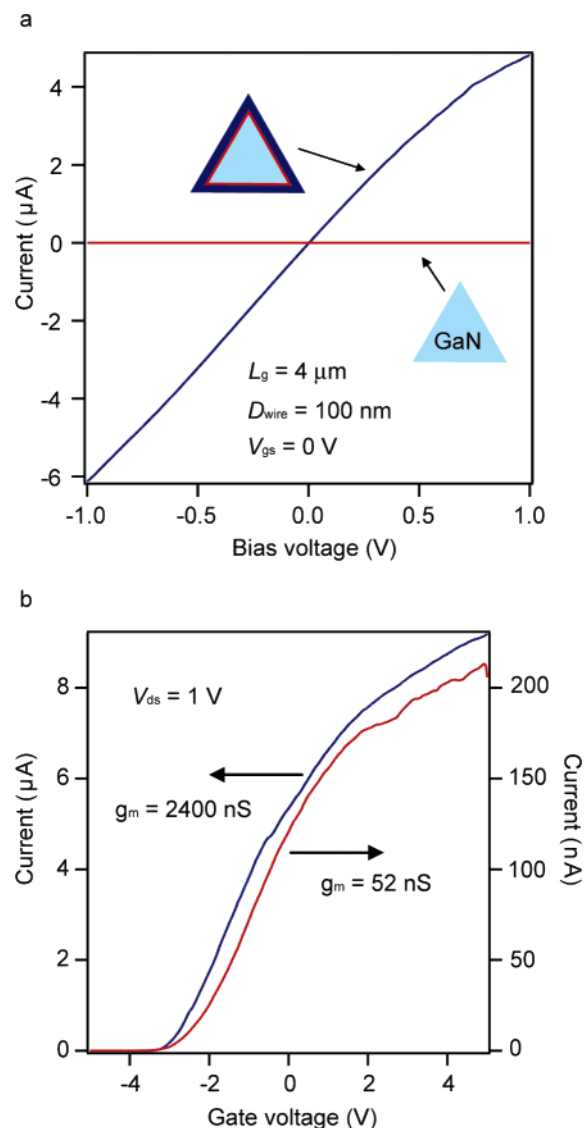 a
4
2
0
-2
-4
-6
Current (µA)
GaN
Lg = 4 µm
Dwire = 100 nm
Vgs = 0 V
-1.0 -0.5 0.0 0.5 1.0
Bias voltage (V)
b
8
6
4
2
0
Current (µA)
Vds = 1 V
gm = 2400 nS
gm = 52 nS
200
150
100
50
0
Current (nA)
-4 -2 0 2 4
Gate voltage (V)